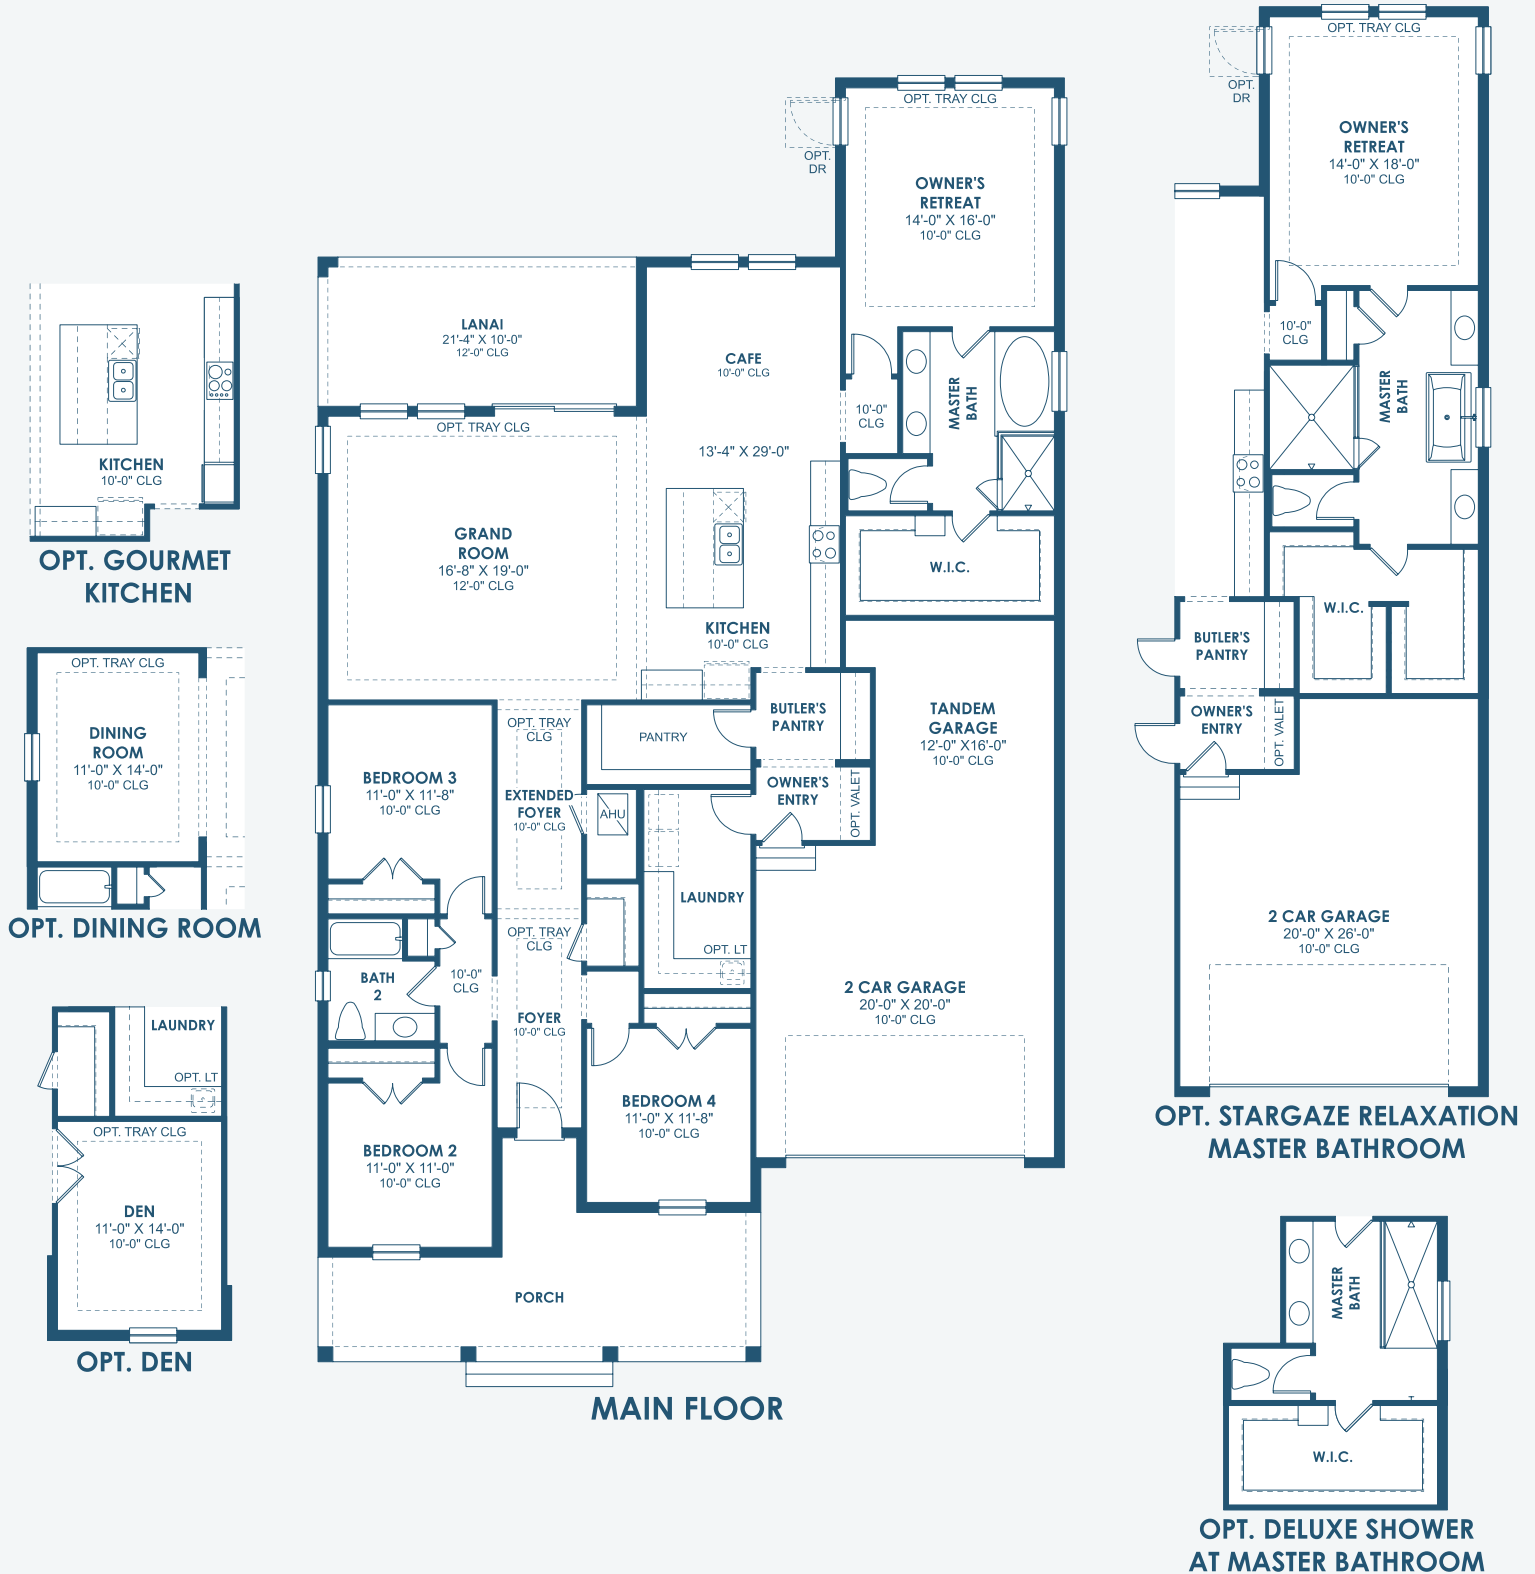 OPT. TRAY CLG
OPT.
DR
OWNER'S
RETREAT
14'-0" X 16'-0"
10'-0" CLG
LANAI
21'-4" X 10'-0"
12'-0" CLG
CAFE
10'-0" CLG
13'-4" X 29'-0"
10'-0"
CLG
MASTER
BATH
OPT. TRAY CLG
GRAND
ROOM
16'-8" X 19'-0"
12'-0" CLG
W.I.C.
KITCHEN
10'-0" CLG
OPT. TRAY
CLG
PANTRY
BUTLER'S
PANTRY
TANDEM
GARAGE
12'-0" X16'-0"
10'-0" CLG
BEDROOM 3
11'-0" X 11'-8"
10'-0" CLG
EXTENDED
FOYER
10'-0" CLG
AHU
OWNER'S
ENTRY
OPT. VALET
LAUNDRY
OPT. LT
OPT. TRAY
CLG
BATH
2
10'-0"
CLG
FOYER
10'-0" CLG
2 CAR GARAGE
20'-0" X 20'-0"
10'-0" CLG
BEDROOM 4
11'-0" X 11'-8"
10'-0" CLG
BEDROOM 2
11'-0" X 11'-0"
10'-0" CLG
PORCH
MAIN FLOOR
KITCHEN
10'-0" CLG
OPT. GOURMET
KITCHEN
OPT. TRAY CLG
DINING
ROOM
11'-0" X 14'-0"
10'-0" CLG
OPT. DINING ROOM
LAUNDRY
OPT. LT
OPT. TRAY CLG
DEN
11'-0" X 14'-0"
10'-0" CLG
OPT. DEN
OPT. TRAY CLG
OPT.
DR
OWNER'S
RETREAT
14'-0" X 18'-0"
10'-0" CLG
10'-0"
CLG
MASTER
BATH
W.I.C.
BUTLER'S
PANTRY
OWNER'S
ENTRY
OPT. VALET
2 CAR GARAGE
20'-0" X 26'-0"
10'-0" CLG
OPT. STARGAZE RELAXATION
MASTER BATHROOM
MASTER
BATH
W.I.C.
OPT. DELUXE SHOWER
AT MASTER BATHROOM